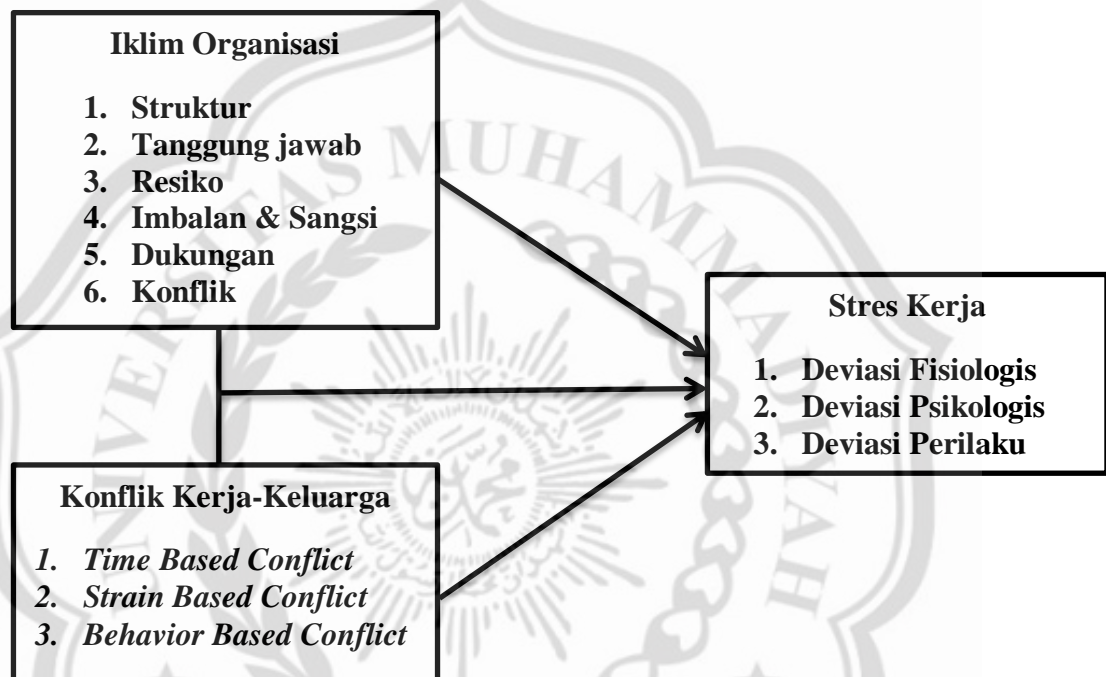 Iklim Organisasi
1. Struktur
2. Tanggung jawab
3. Resiko
4. Imbalan & Sangsi
5. Dukungan
6. Konflik
Stres Kerja
1. Deviasi Fisiologis
2. Deviasi Psikologis
3. Deviasi Perilaku
Konflik Kerja-Keluarga
1. Time Based Conflict
2. Strain Based Conflict
3. Behavior Based Conflict
UNIVERSITAS MUHAMMADIYAH